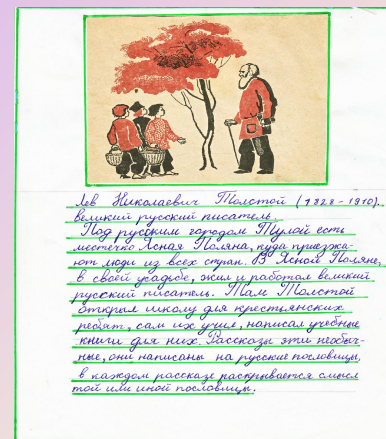 Лев Николаевич Толстой (1828-1910).
великий русский писатель.
Под русским городом Тулой есть
местечко Ясная Поляна, куда приезжа-
ют люди из всех стран. В Ясной Поляне,
в своей усадьбе, жил и работал великий
русский писатель. Там Толстой
открыл школу для крестьянских
ребят, сам их учил, написал учебные
книги для них. Рассказы эти необыч-
ные, они написаны на русские пословицы,
в каждом рассказе раскрывается смысл
той или иной пословицы.